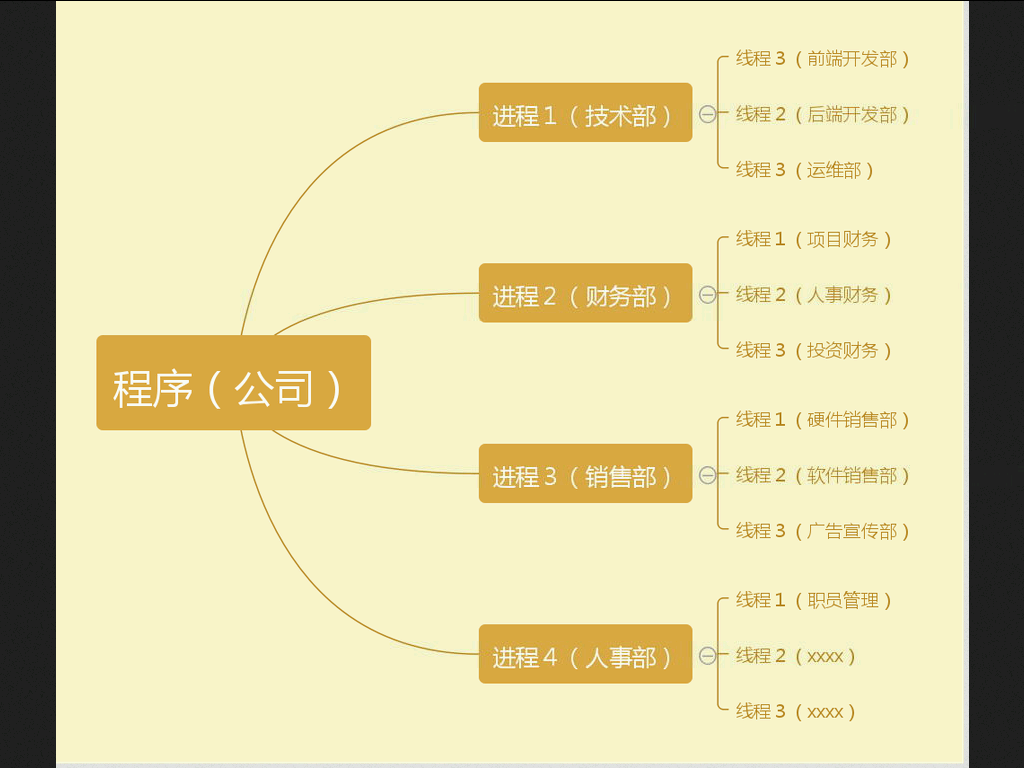 程序（公司）
进程1（技术部）
线程3（前端开发部）
线程2（后端开发部）
线程3（运维部）
进程2（财务部）
线程1（项目财务）
线程2（人事财务）
线程3（投资财务）
进程3（销售部）
线程1（硬件销售部）
线程2（软件销售部）
线程3（广告宣传部）
进程4（人事部）
线程1（职员管理）
线程2（xxxx）
线程3（xxxx）